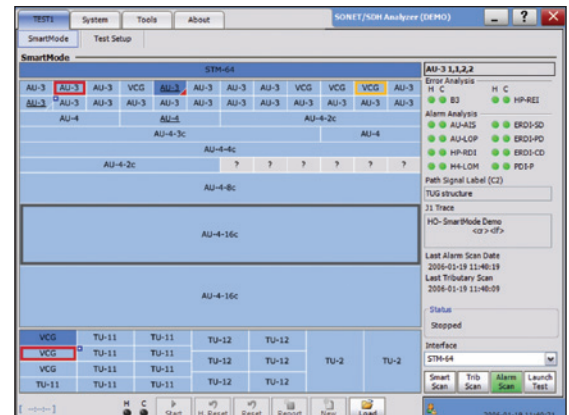 TEST1 System Tools About SONET/SDH Analyzer (DEMO) ? X
SmartMode Test Setup
SmartMode
STM-64
AU-3 AU-3 AU-3 VCG AU-3 AU-3 AU-3 AU-3 VCG VCG VCG AU-3
AU-3 AU-3 AU-3 AU-3 AU-3 AU-3 AU-3 AU-3 AU-3 AU-3 AU-3 AU-3
AU-4 AU-4 AU-4-2c
AU-4-3c AU-4
AU-4-4c
AU-4-2c ? ? ? ? ? ?
AU-4-8c
AU-4-16c
AU-4-16c
VCG TU-11 TU-11 TU-12 TU-12 TU-2 TU-2
VCG TU-11 TU-11
VCG TU-11 TU-11 TU-12 TU-12
TU-11 TU-11 TU-11
AU-3 1,1,2,2
Error Analysis
H C H C
B3 HP-REI
Alarm Analysis
AU-AIS ERDI-SD
AU-LOP ERDI-PD
HP-RDI ERDI-CD
H4-LOM PDI-P
Path Signal Label (C2)
TUG structure
J1 Trace
HO-SmartMode Demo
<cr><lf>
Last Alarm Scan Date
2006-01-19 11:40:19
Last Tributary Scan
2006-01-19 11:40:09
Status
Stopped
Interface
STM-64
Smart Scan Trib Scan Alarm Scan Launch Test
H C Start H. Reset Reset Report New Load